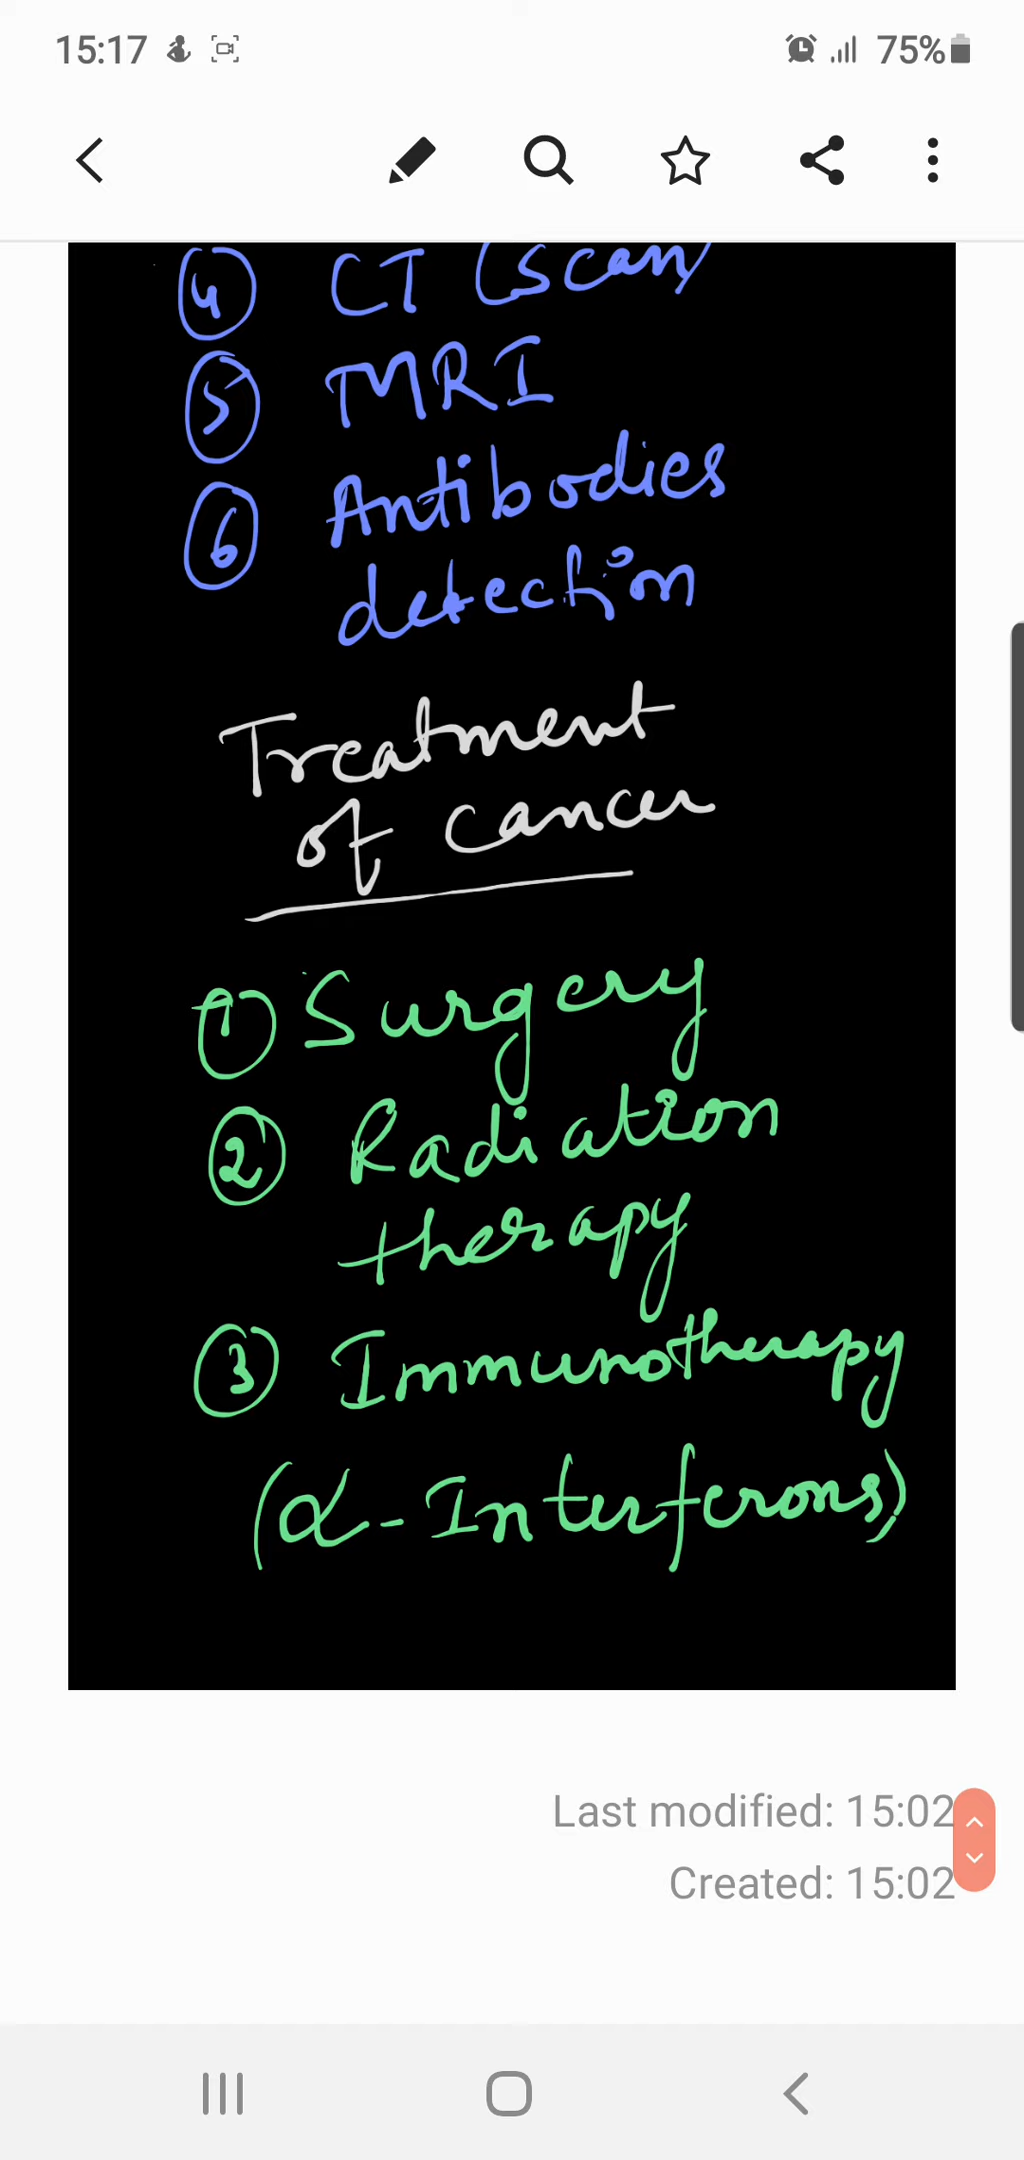 15:17 75%
4 CT (Scan)
5 MRI
6 Antibodies
detection
Treatment
of cancer
1 Surgery
2 Radiation
therapy
3 Immunotherapy
(α-Interferons)
Last modified: 15:02
Created: 15:02